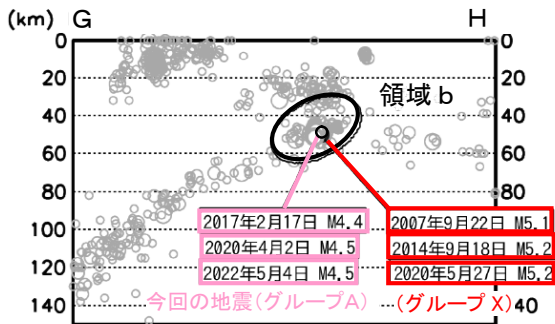 (km) G H
0 0
20 20
40 領域b 40
60 60
80 80
100 2017年2月17日 M4.4 2007年9月22日 M5.1 100
2020年4月2日 M4.5 2014年9月18日 M5.2
120 2022年5月4日 M4.5 2020年5月27日 M5.2 120
140 今回の地震(グループA) (グループX) 140